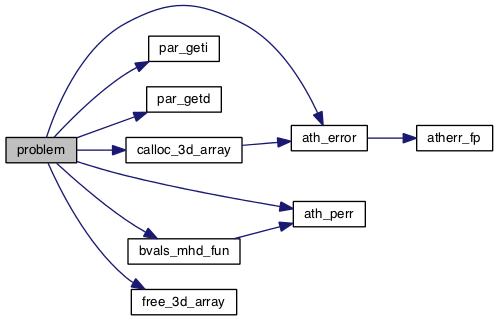 par_geti
par_getd
problem
calloc_3d_array
ath_error
atherr_fp
ath_perr
bvals_mhd_fun
free_3d_array